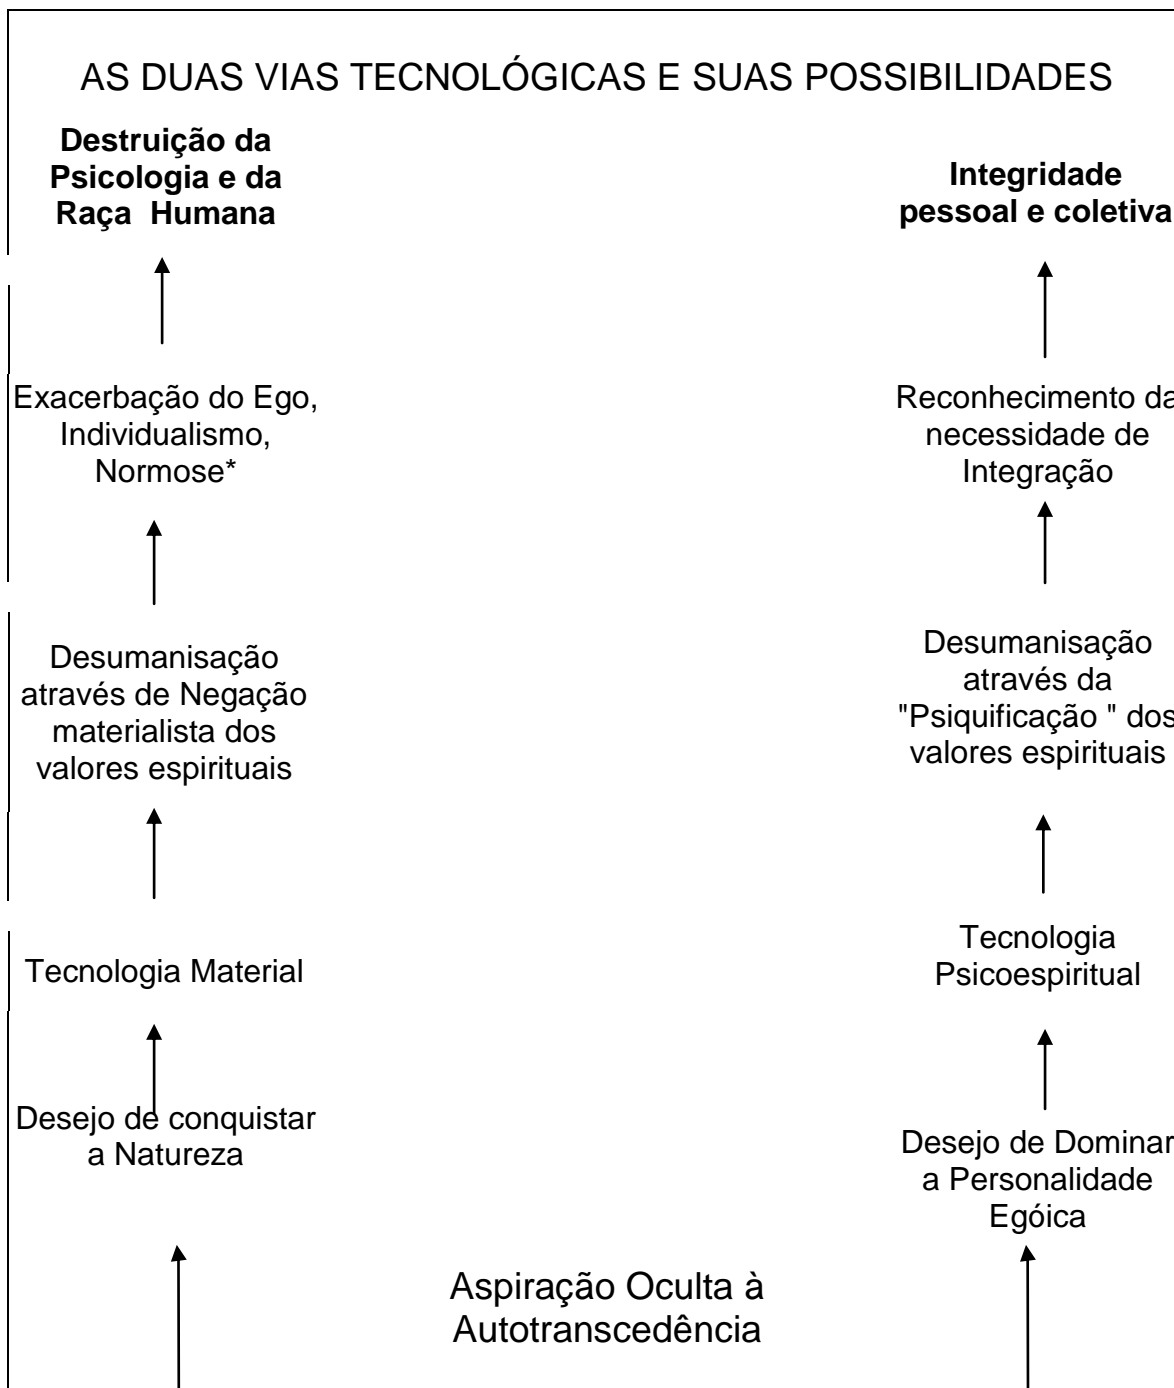 AS DUAS VIAS TECNOLÓGICAS E SUAS POSSIBILIDADES
Destruição da
Psicologia e da
Raça Humana
Integridade
pessoal e coletiva
Exacerbação do Ego,
Individualismo,
Normose*
Reconhecimento da
necessidade de
Integração
Desumanisação
através de Negação
materialista dos
valores espirituais
Desumanisação
através da
"Psiquificação " dos
valores espirituais
Tecnologia Material
Tecnologia
Psicoespiritual
Desejo de conquistar
a Natureza
Desejo de Dominar
a Personalidade
Egóica
Aspiração Oculta à
Autotranscedência